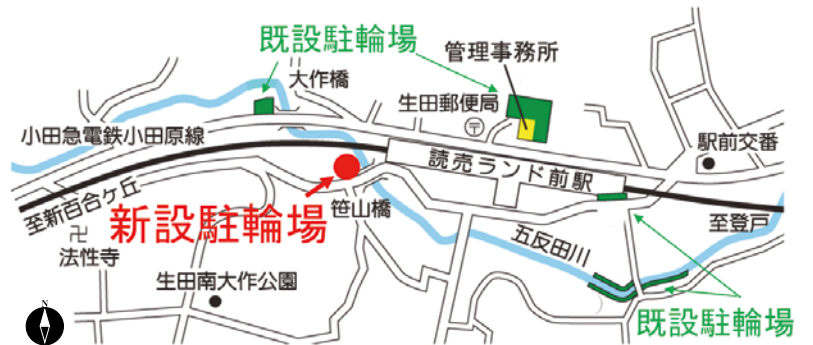 既設駐輪場
管理事務所
大作橋
生田郵便局
〒
小田急電鉄小田原線
駅前交番
読売ランド前駅
至新百合ヶ丘
新設駐輪場
笹山橋
至登戸
卍
法性寺
五反田川
生田南大作公園
既設駐輪場
N